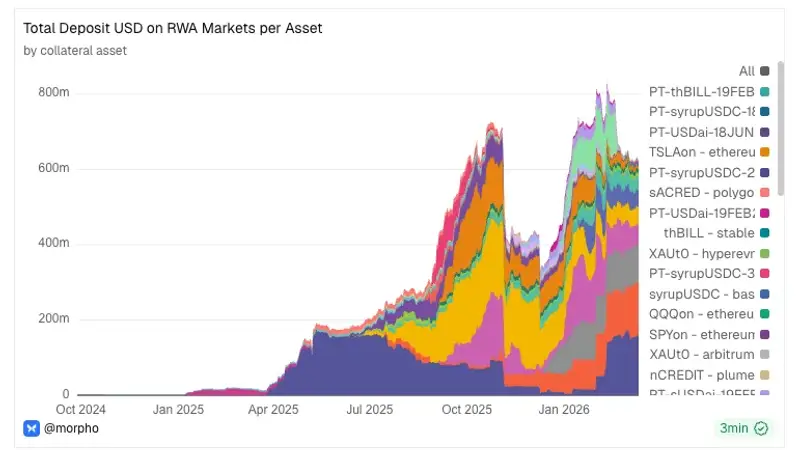 Total Deposit USD on RWA Markets per Asset
by collateral asset
All
800m
PT-thBILL-19FEB
PT-syrupUSDC-18
PT-USDai-18JUN
TSLAon - ethereu
600m
PT-syrupUSDC-2
sACRED - polygo
PT-USDai-19FEB2
thBILL - stable
400m
XAUt0 - hyperevm
PT-syrupUSDC-3
syrupUSDC - bas
QQQon - ethereu
200m
SPYon - ethereum
XAUt0 - arbitrum
nCREDIT - plume
0
Oct 2024
Jan 2025
Apr 2025
Jul 2025
Oct 2025
Jan 2026
@morpho
3min